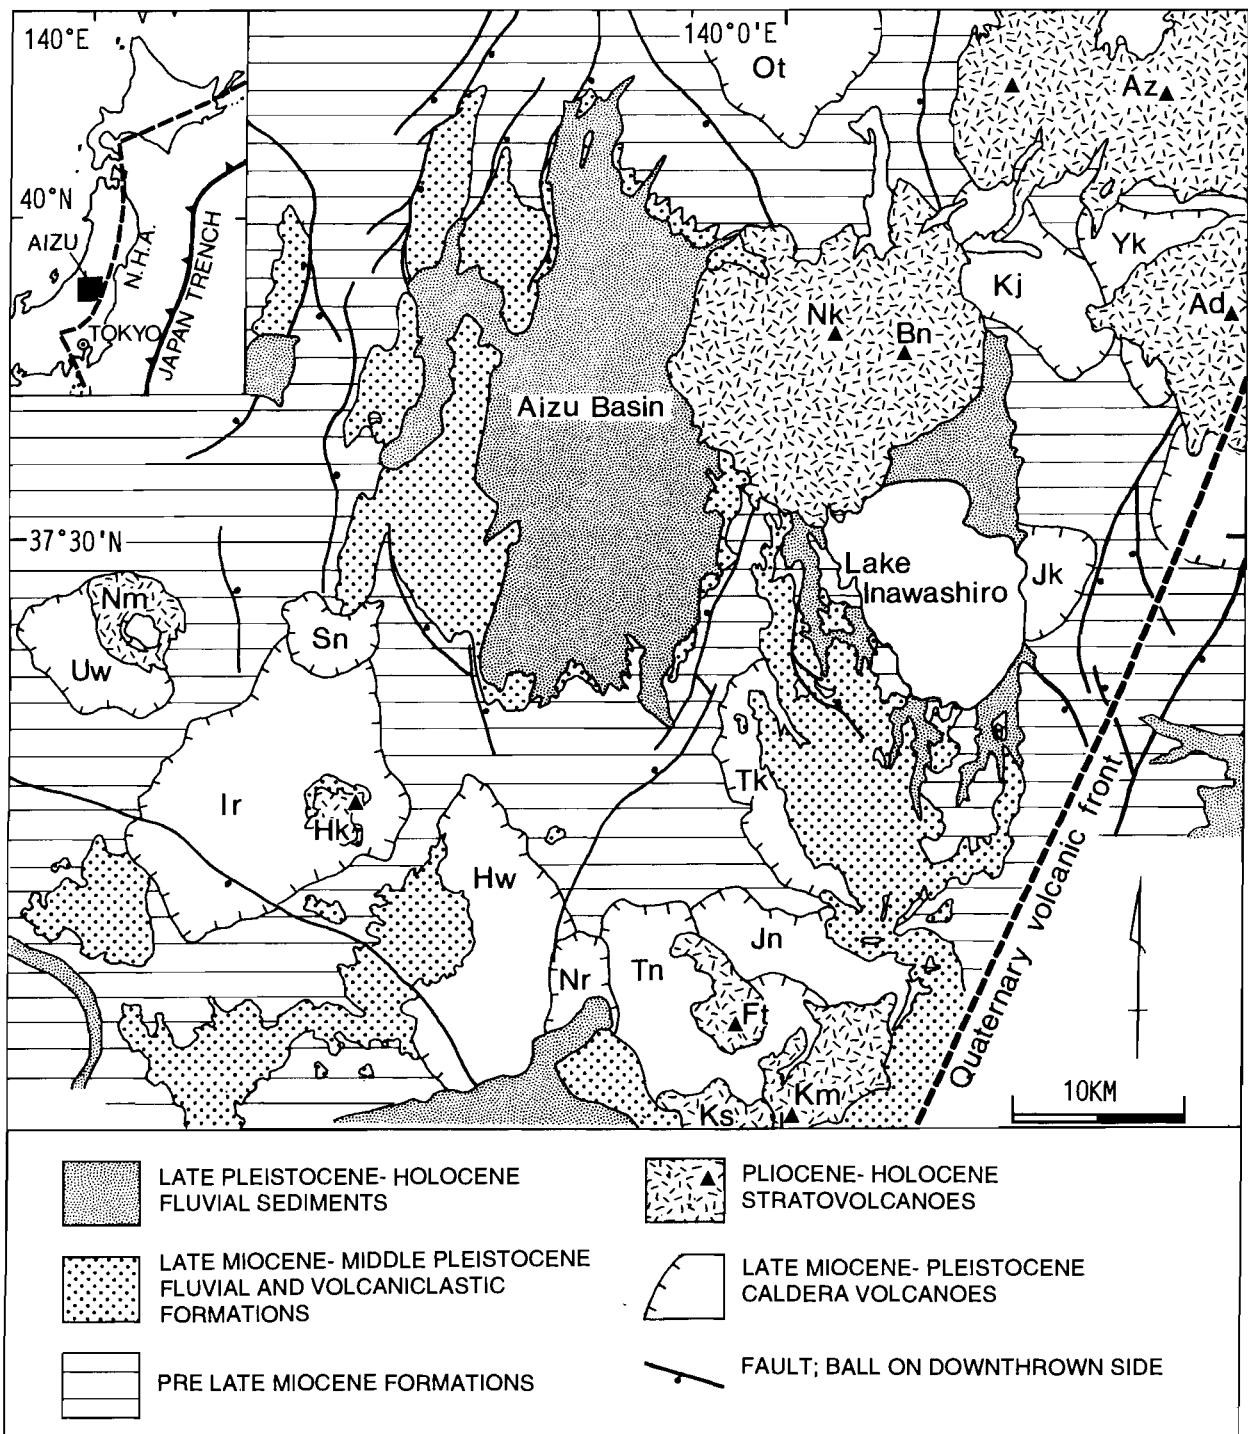 140°E
40°N
AIZU
N.H.A.
TOKYO
JAPAN TRENCH
140°0'E
Ot
Az
Yk
Kj
Ad
Nk
Bn
Aizu Basin
37°30'N
Lake
Inawashiro
Jk
Nm
Uw
Sn
Ir
Hk
Tk
Hw
Jn
Nr
Tn
Ft
Km
Ks
Quaternary volcanic front
10KM
LATE PLEISTOCENE- HOLOCENE
FLUVIAL SEDIMENTS
LATE MIOCENE- MIDDLE PLEISTOCENE
FLUVIAL AND VOLCANICLASTIC
FORMATIONS
PRE LATE MIOCENE FORMATIONS
PLIOCENE- HOLOCENE
STRATOVOLCANOES
LATE MIOCENE- PLEISTOCENE
CALDERA VOLCANOES
FAULT; BALL ON DOWNTHROWN SIDE